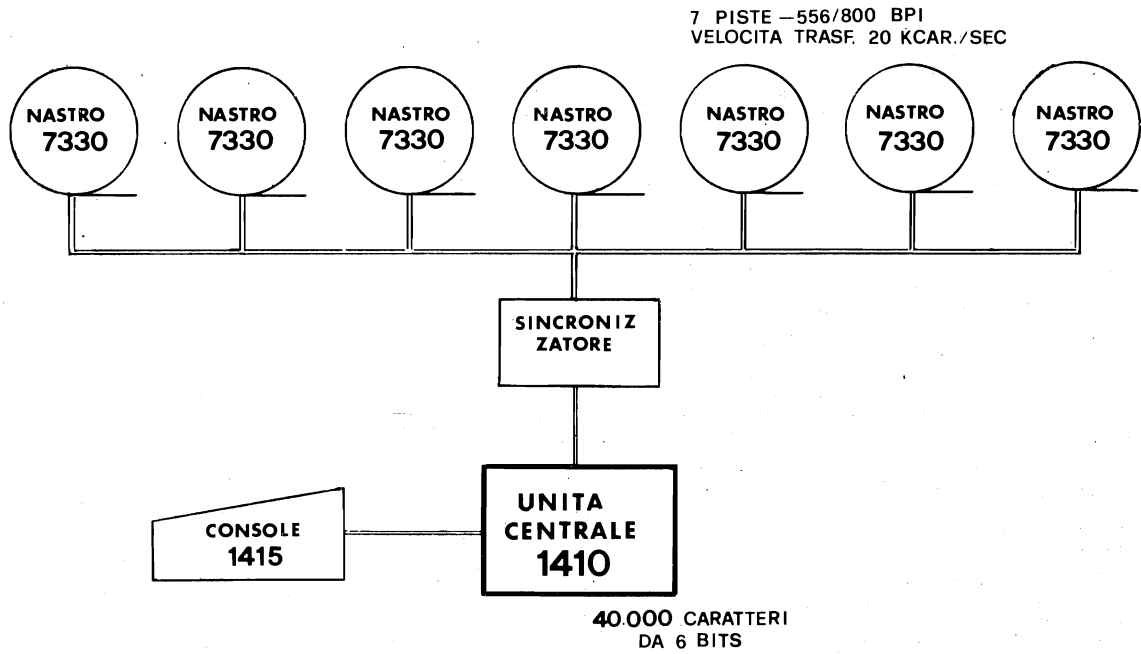 7 PISTE — 556/800 BPI
VELOCITA TRASF. 20 KCAR./SEC
NASTRO
7330
NASTRO
7330
NASTRO
7330
NASTRO
7330
NASTRO
7330
NASTRO
7330
NASTRO
7330
SINCRONIZ
ZATORE
UNITA
CENTRALE
1410
CONSOLE
1415
40.000 CARATTERI
DA 6 BITS